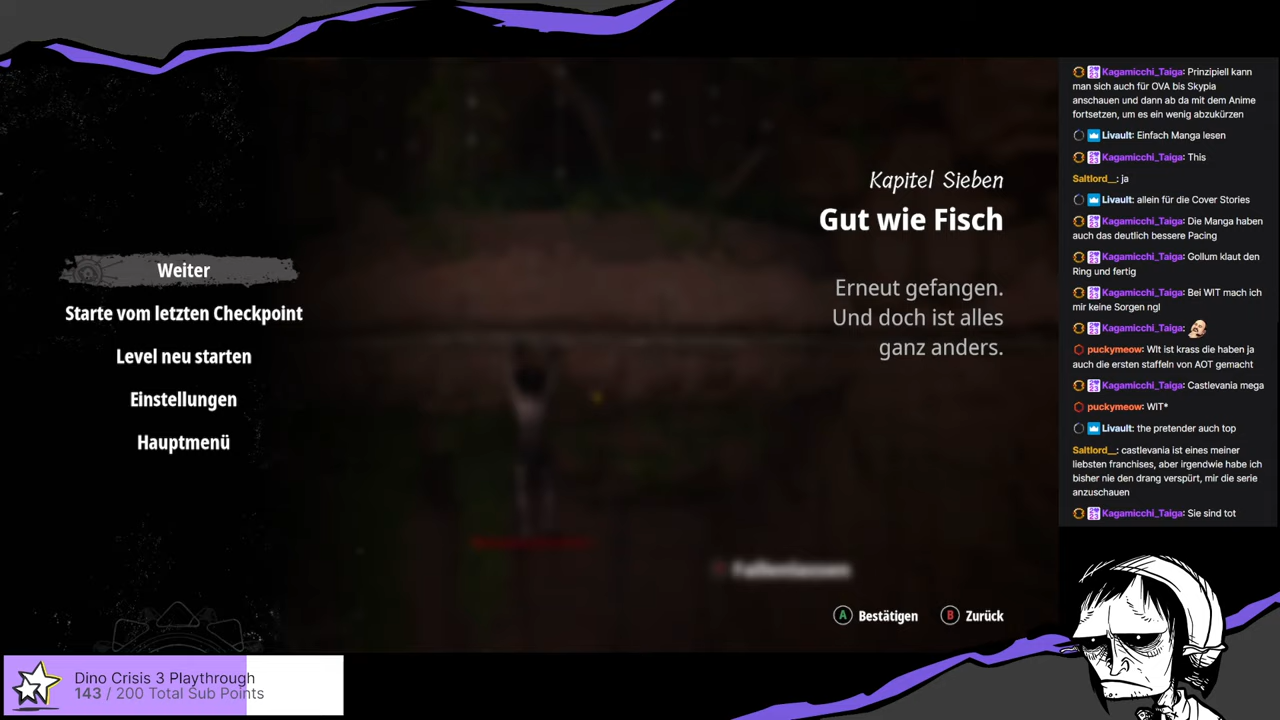 Kapitel Sieben
Gut wie Fisch
Erneut gefangen.
Und doch ist alles
ganz anders.
Weiter
Starte vom letzten Checkpoint
Level neu starten
Einstellungen
Hauptmenü
Fallenlassen
A Bestätigen
B Zurück
Dino Crisis 3 Playthrough
143 / 200 Total Sub Points
Kagamicchi_Taiga: Prinzipiell kann
man sich auch für OVA bis Skypia
anschauen und dann ab da mit dem Anime
fortsetzen, um es ein wenig abzukürzen
Livault: Einfach Manga lesen
Kagamicchi_Taiga: This
Saltlord__: ja
Livault: allein für die Cover Stories
Kagamicchi_Taiga: Die Manga haben
auch das deutlich bessere Pacing
Kagamicchi_Taiga: Gollum klaut den
Ring und fertig
Kagamicchi_Taiga: Bei WIT mach ich
mir keine Sorgen ngl
Kagamicchi_Taiga:
puckymeow: WIt ist krass die haben ja
auch die ersten staffeln von AOT gemacht
Kagamicchi_Taiga: Castlevania mega
puckymeow: WIT*
Livault: the pretender auch top
Saltlord__: castlevania ist eines meiner
liebsten franchises, aber irgendwie habe ich
bisher nie den drang verspürt, mir die serie
anzuschauen
Kagamicchi_Taiga: Sie sind tot